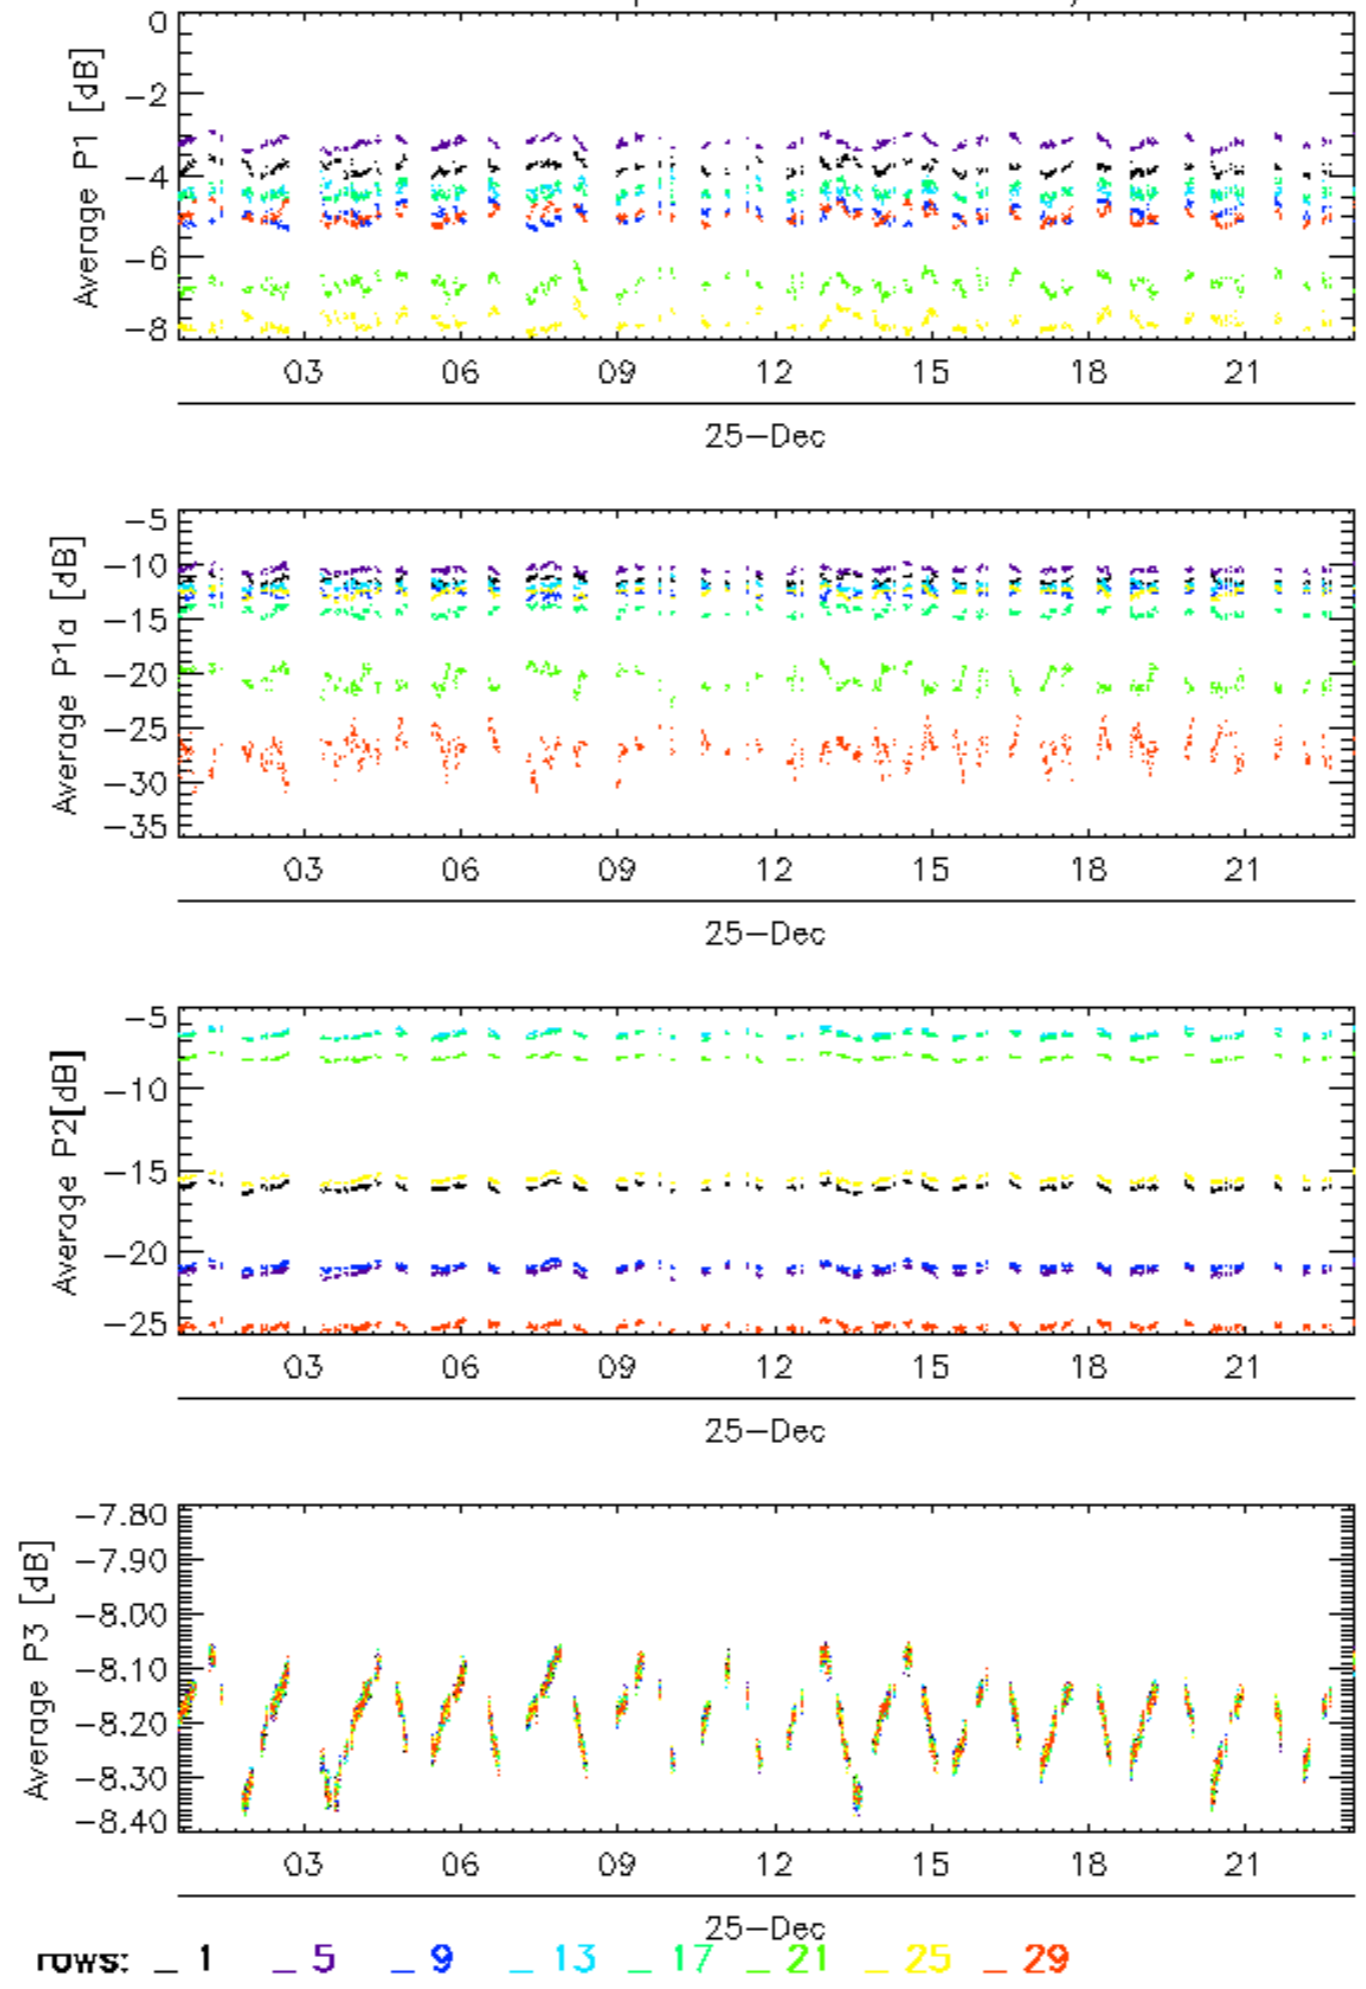 0
−2
−4
−6
−8
Average P1 [dB]
03 06 09 12 15 18 21
25−Dec
−5
−10
−15
−20
−25
−30
−35
Average P1a [dB]
03 06 09 12 15 18 21
25−Dec
−5
−10
−15
−20
−25
Average P2[dB]
03 06 09 12 15 18 21
25−Dec
−7.80
−7.90
−8.00
−8.10
−8.20
−8.30
−8.40
Average P3 [dB]
03 06 09 12 15 18 21
25−Dec
rows: _ 1 _ 5 _ 9 _ 13 _ 17 _ 21 _ 25 _ 29